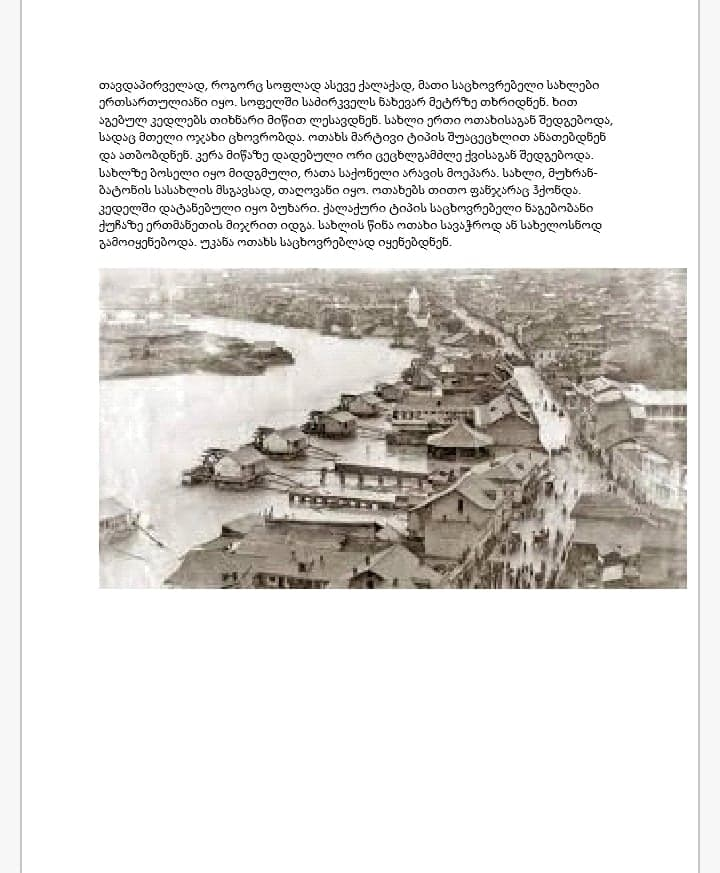 თავდაპირველად, როგორც სოფლად ასევე ქალაქად, მათი საცხოვრებელი სახლები
ერთსართულიანი იყო. სოფელში საძირკველს ნახევარ მეტრზე თხრიდნენ. ხით
აგებულ კედლებს თიხნარი მიწით ლესავდნენ. სახლი ერთი ოთახისაგან შედგებოდა,
სადაც მთელი ოჯახი ცხოვრობდა. ოთახს მარტივი ტიპის შუაცეცხლით ანათებდნენ
და ათბობდნენ. კერა მიწაზე დადებული ორი ცეცხლგამძლე ქვისაგან შედგებოდა.
სახლზე ბოსელი იყო მიდგმული, რათა საქონელი არავის მოეპარა. სახლი, მუხრან-
ბატონის სასახლის მსგავსად, თაღოვანი იყო. ოთახებს თითო ფანჯარაც ჰქონდა.
კედელში დატანებული იყო ბუხარი. ქალაქური ტიპის საცხოვრებელი ნაგებობანი
ქუჩაზე ერთმანეთის მიჯრით იდგა. სახლის წინა ოთახი სავაჭროდ ან სახელოსნოდ
გამოიყენებოდა. უკანა ოთახს საცხოვრებლად იყენებდნენ.